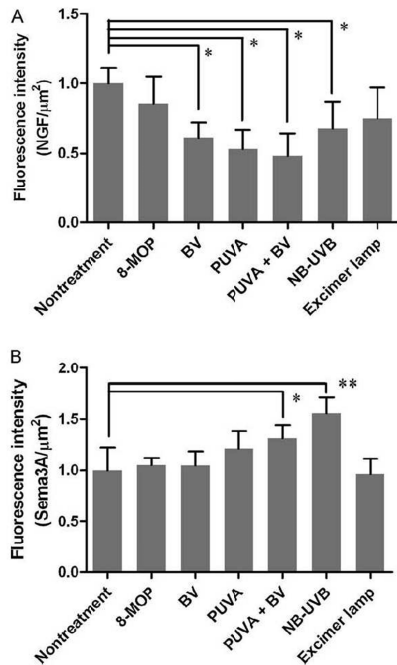 A
Fluorescence intensity
(NGF/μm²)
1.5
1.0
0.5
0.0
*
*
*
*
Nontreatment
8-MOP
BV
PUVA
PUVA + BV
NB-UVB
Excimer lamp
B
Fluorescence intensity
(Sema3A/μm²)
2.0
1.5
1.0
0.5
0.0
*
**
Nontreatment
8-MOP
BV
PUVA
PUVA + BV
NB-UVB
Excimer lamp